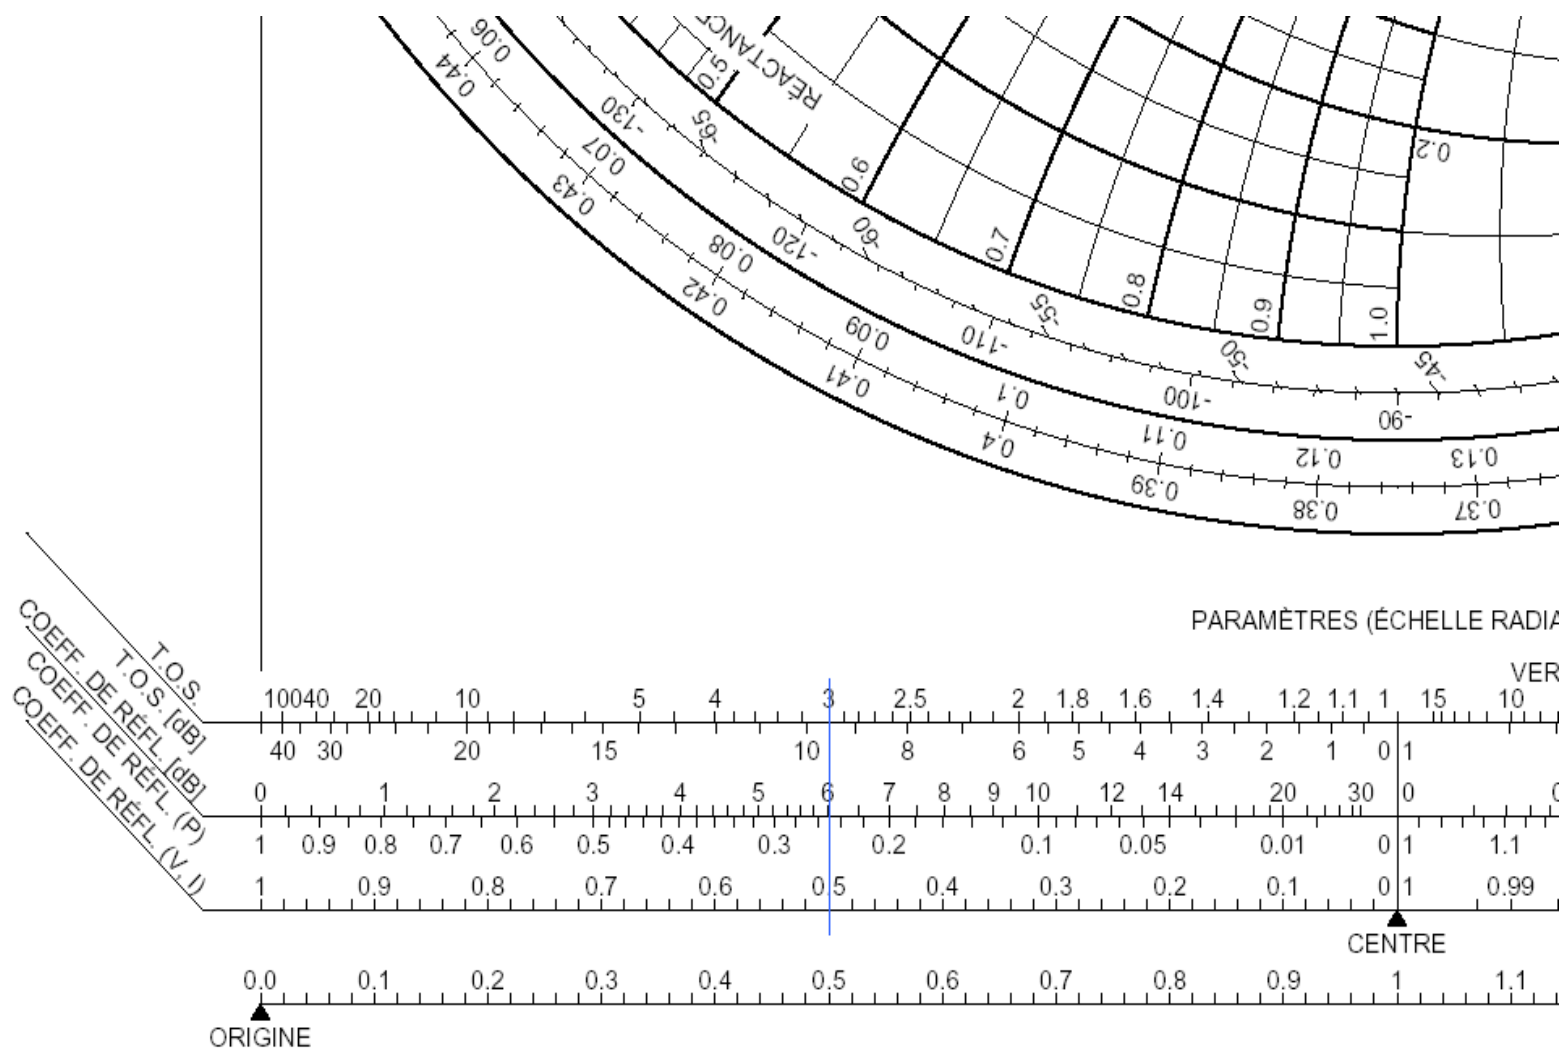 0.06
0.44
-130
0.07
0.43
0.5
RÉACTANCE
-65
0.6
-60
-120
0.08
0.42
0.7
-55
-110
0.09
0.41
0.8
0.9
1.0
0.2
-50
-45
-100
-90
0.1
0.4
0.11
0.39
0.12
0.38
0.13
0.37
PARAMÈTRES (ÉCHELLE RADIA
VER
T.O.S.
100 40 20 10 5 4 3 2.5 2 1.8 1.6 1.4 1.2 1.1 1 15 10
T.O.S. [dB]
40 30 20 15 10 8 6 5 4 3 2 1 0 1
COEFF. DE RÉFL. [dB]
0 1 2 3 4 5 6 7 8 9 10 12 14 20 30 0
COEFF. DE RÉFL. (P)
1 0.9 0.8 0.7 0.6 0.5 0.4 0.3 0.2 0.1 0.05 0.01 0 1 1.1
COEFF. DE RÉFL. (V, I)
1 0.9 0.8 0.7 0.6 0.5 0.4 0.3 0.2 0.1 0 1 0.99
CENTRE
0.0 0.1 0.2 0.3 0.4 0.5 0.6 0.7 0.8 0.9 1 1.1
ORIGINE